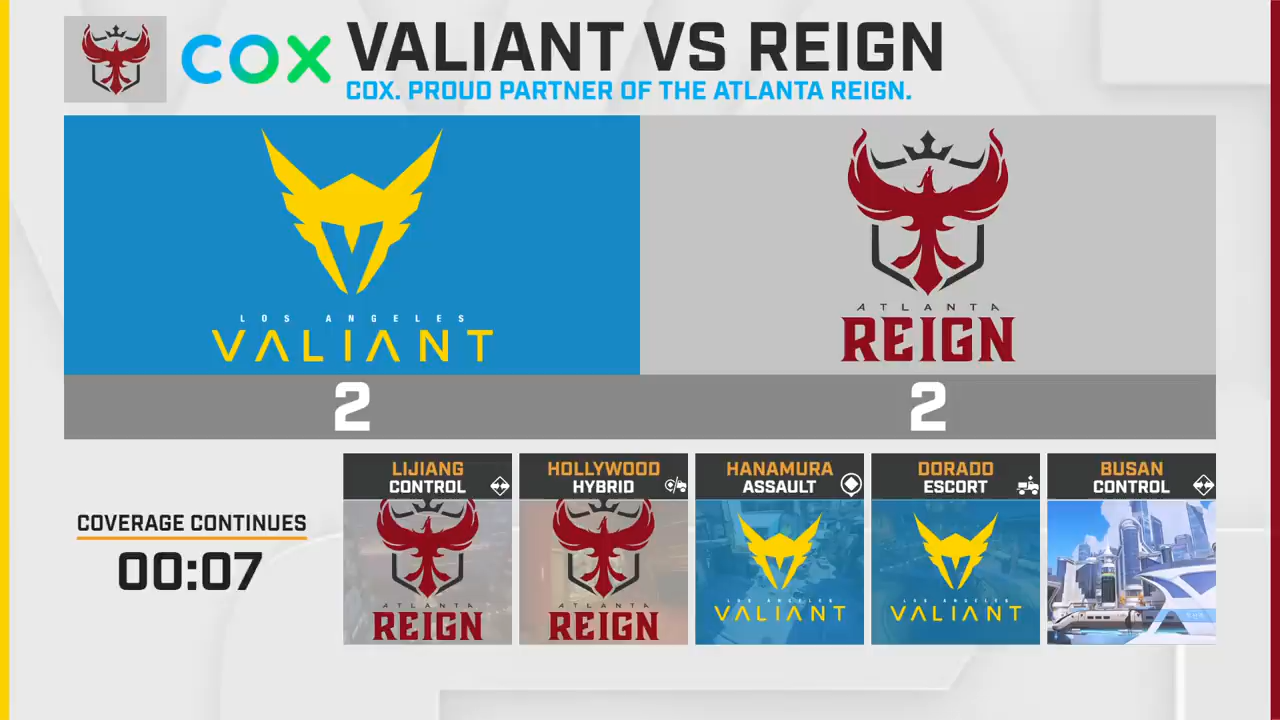 COX
VALIANT VS REIGN
COX. PROUD PARTNER OF THE ATLANTA REIGN.
LOS ANGELES
VALIANT
ATLANTA
REIGN
2
2
COVERAGE CONTINUES
00:07
LIJIANG
CONTROL
ATLANTA
REIGN
HOLLYWOOD
HYBRID
ATLANTA
REIGN
HANAMURA
ASSAULT
LOS ANGELES
VALIANT
DORADO
ESCORT
LOS ANGELES
VALIANT
BUSAN
CONTROL